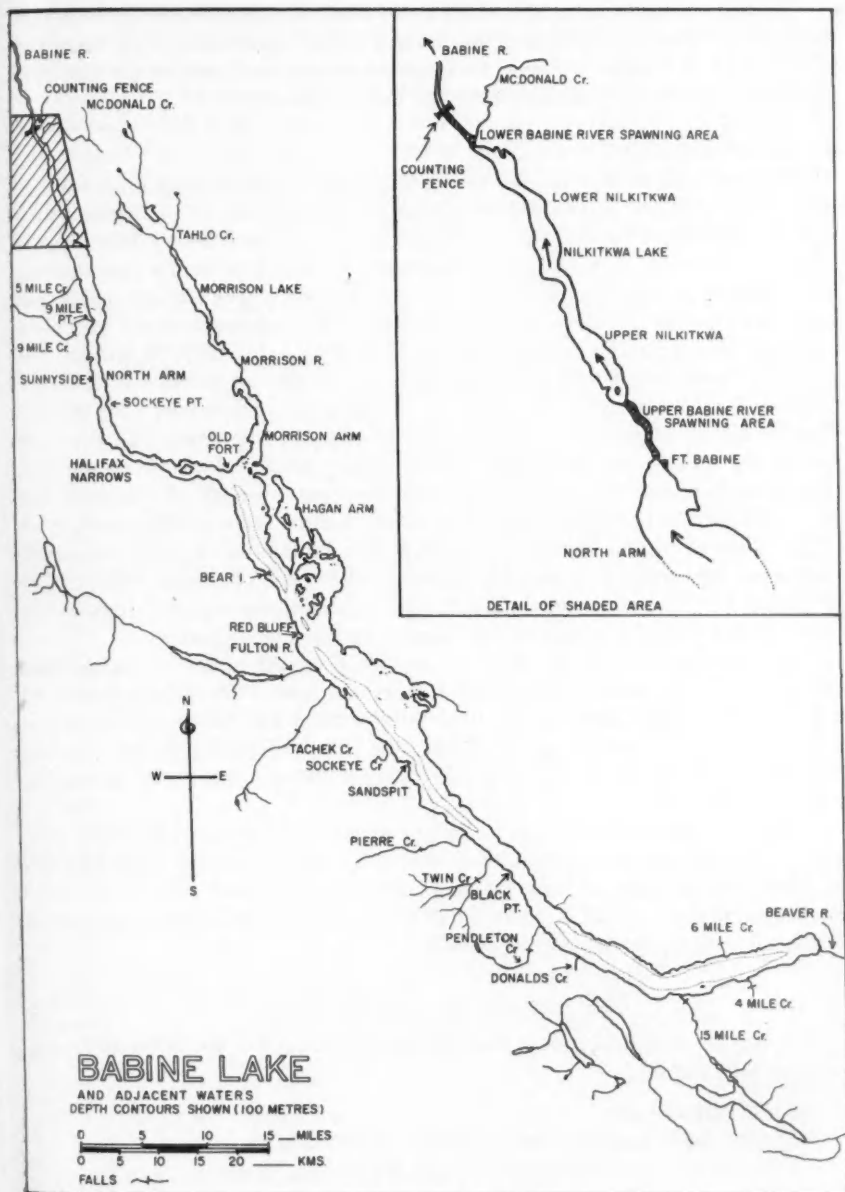 BABINE R.
COUNTING FENCE
MCDONALD Cr.
TAHLO Cr.
MORRISON LAKE
5 MILE Cr.
9 MILE
PT.
9 MILE Cr.
MORRISON R.
SUNNYSIDE
NORTH ARM
SOCKEYE PT.
OLD
FORT
MORRISON ARM
HALIFAX
NARROWS
HAGAN ARM
BEAR I.
RED BLUFF
FULTON R.
N
W E
S
TACHEK Cr.
SOCKEYE Cr
SANDSPIT
PIERRE Cr.
TWIN Cr.
BLACK
PT.
PENDLETON
Cr.
DONALDS Cr.
6 MILE Cr.
BEAVER R.
4 MILE Cr.
15 MILE Cr.
BABINE R.
MCDONALD Cr.
LOWER BABINE RIVER SPAWNING AREA
COUNTING
FENCE
LOWER NILKITKWA
NILKITKWA LAKE
UPPER NILKITKWA
UPPER BABINE RIVER
SPAWNING AREA
FT. BABINE
NORTH ARM
DETAIL OF SHADED AREA
BABINE LAKE
AND ADJACENT WATERS
DEPTH CONTOURS SHOWN (100 METRES)
0 5 10 15 MILES
0 5 10 15 20 KMS.
FALLS